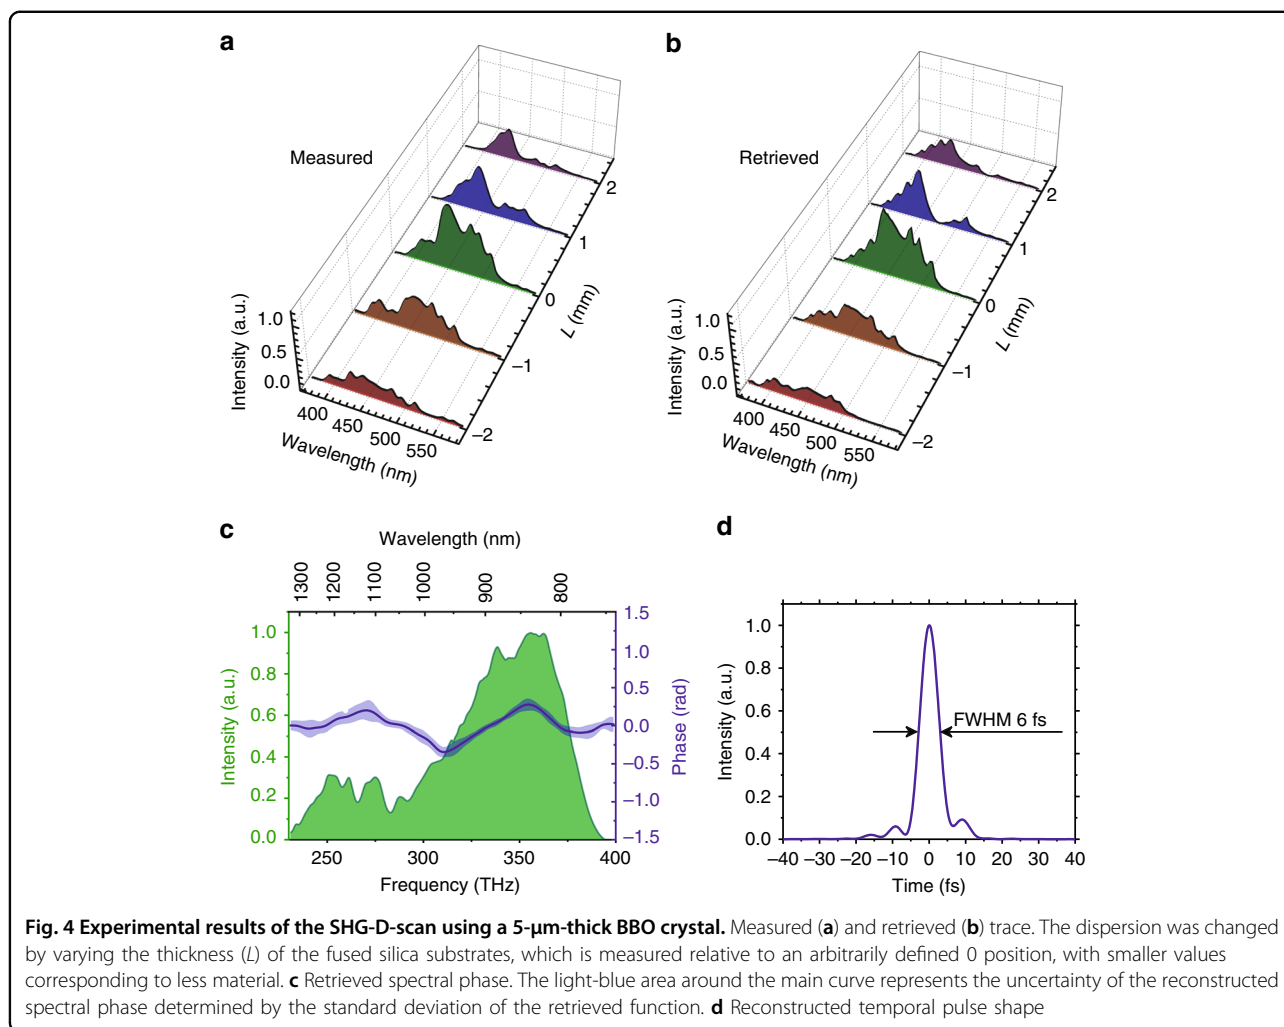 a
b
Measured
Retrieved
2
1
0
−1
−2
L (mm)
1.0
0.5
0.0
Intensity (a.u.)
400
450
500
550
Wavelength (nm)
2
1
0
−1
−2
L (mm)
1.0
0.5
0.0
Intensity (a.u.)
400
450
500
550
Wavelength (nm)
c
Wavelength (nm)
1300
1200
1100
1000
900
800
1.0
0.8
0.6
0.4
0.2
0.0
Intensity (a.u.)
1.5
1.0
0.5
0.0
−0.5
−1.0
−1.5
Phase (rad)
250
300
350
400
Frequency (THz)
d
1.0
0.8
0.6
0.4
0.2
0.0
Intensity (a.u.)
FWHM 6 fs
−40 −30 −20 −10 0 10 20 30 40
Time (fs)
Fig. 4 Experimental results of the SHG-D-scan using a 5-µm-thick BBO crystal. Measured (a) and retrieved (b) trace. The dispersion was changed
by varying the thickness (L) of the fused silica substrates, which is measured relative to an arbitrarily defined 0 position, with smaller values
corresponding to less material. c Retrieved spectral phase. The light-blue area around the main curve represents the uncertainty of the reconstructed
spectral phase determined by the standard deviation of the retrieved function. d Reconstructed temporal pulse shape